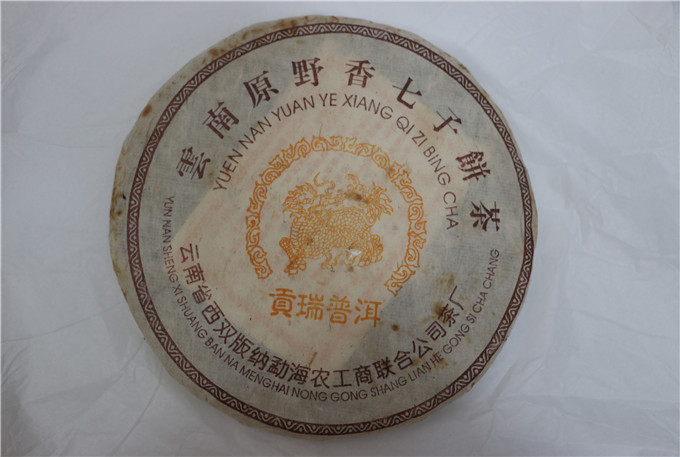 雲南原野香七子餅茶
YUEN NAN YUAN YE XIANG QI ZI BING CHA
貢瑞普洱
云南省西双版纳勐海农工商联合公司茶厂
YUN NAN SHENG XI SHUANG BAN NA MENGHAI NONG GONG SHANG LIAN HE GONG SI CHA CHANG